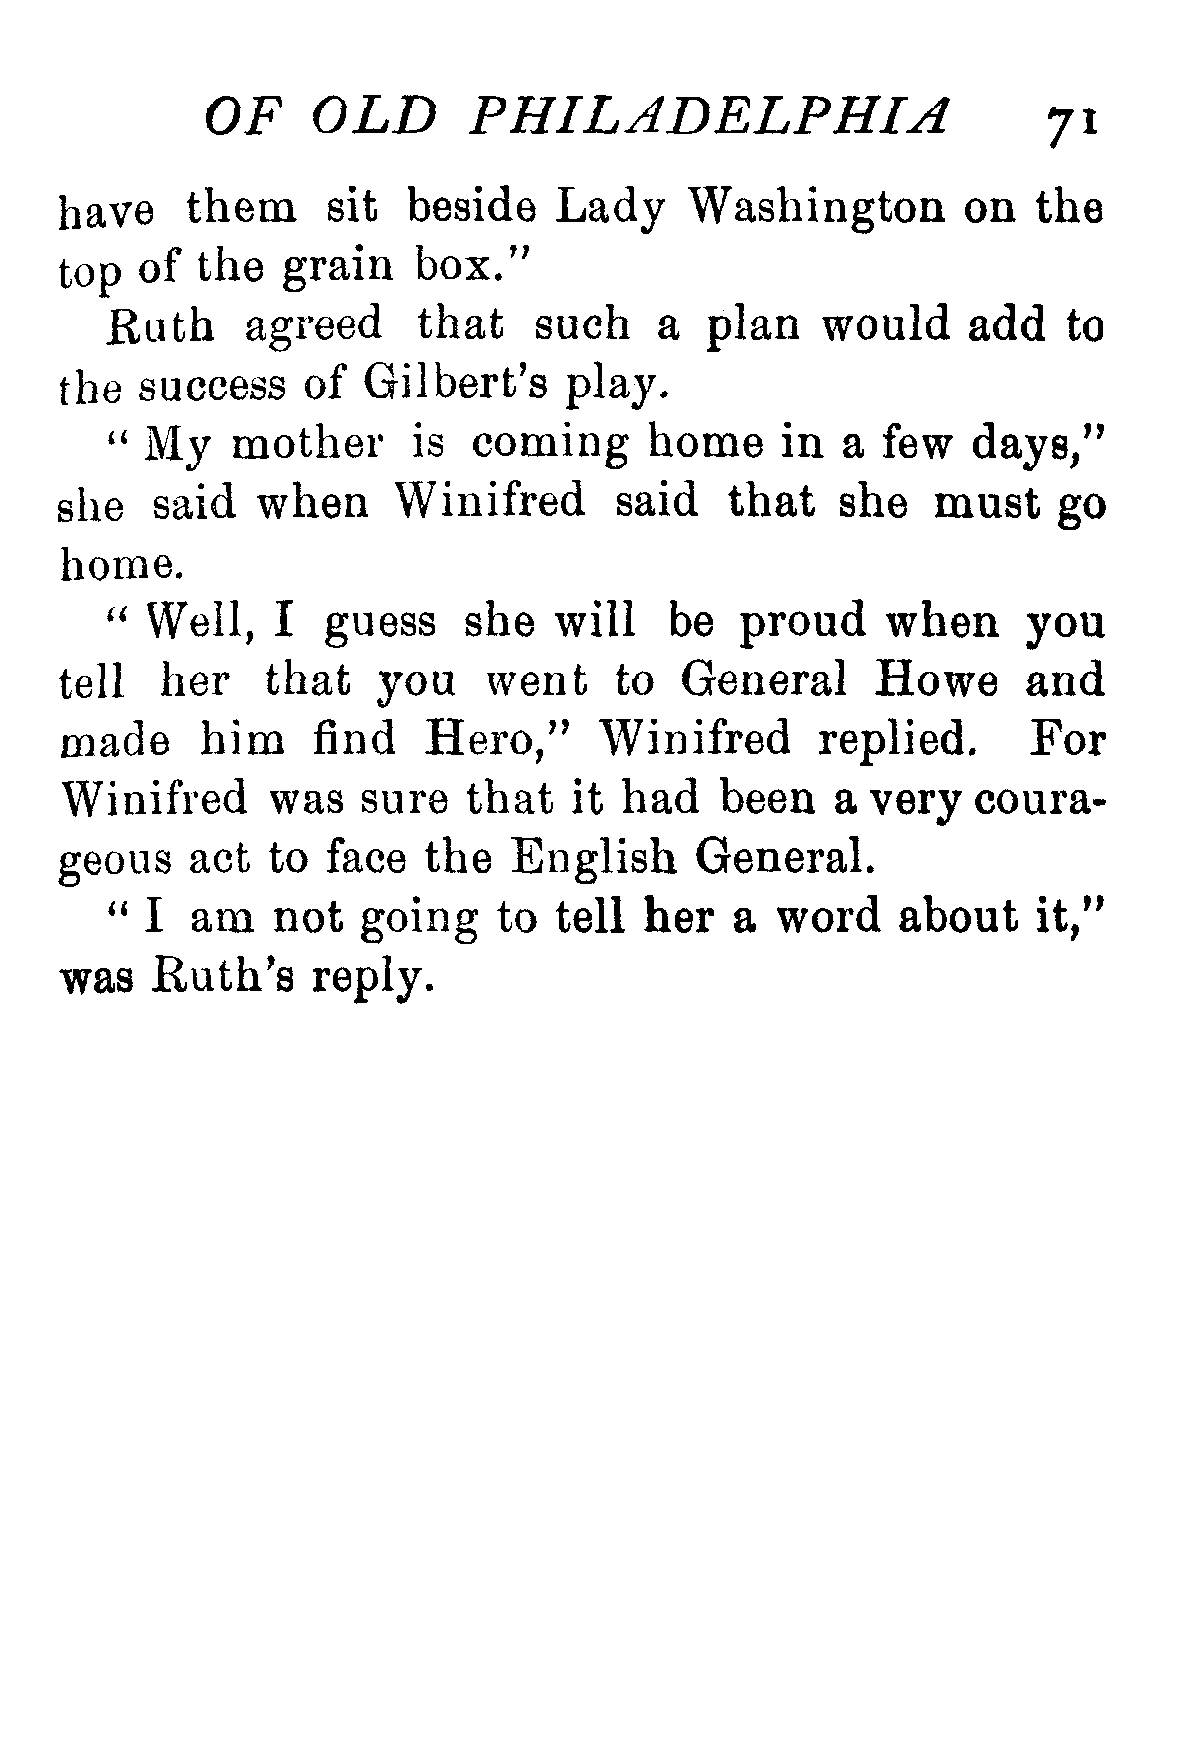 OF OLD PHILADELPHIA 71
have them sit beside Lady Washington on the
top of the grain box."
Ruth agreed that such a plan would add to
the success of Gilbert's play.
" My mother is coming home in a few days,"
she said when Winifred said that she must go
home.
" Well, I guess she will be proud when you
tell her that you went to General Howe and
made him find Hero," Winifred replied. For
Winifred was sure that it had been a very coura-
geous act to face the English General.
" I am not going to tell her a word about it,"
was Ruth's reply.